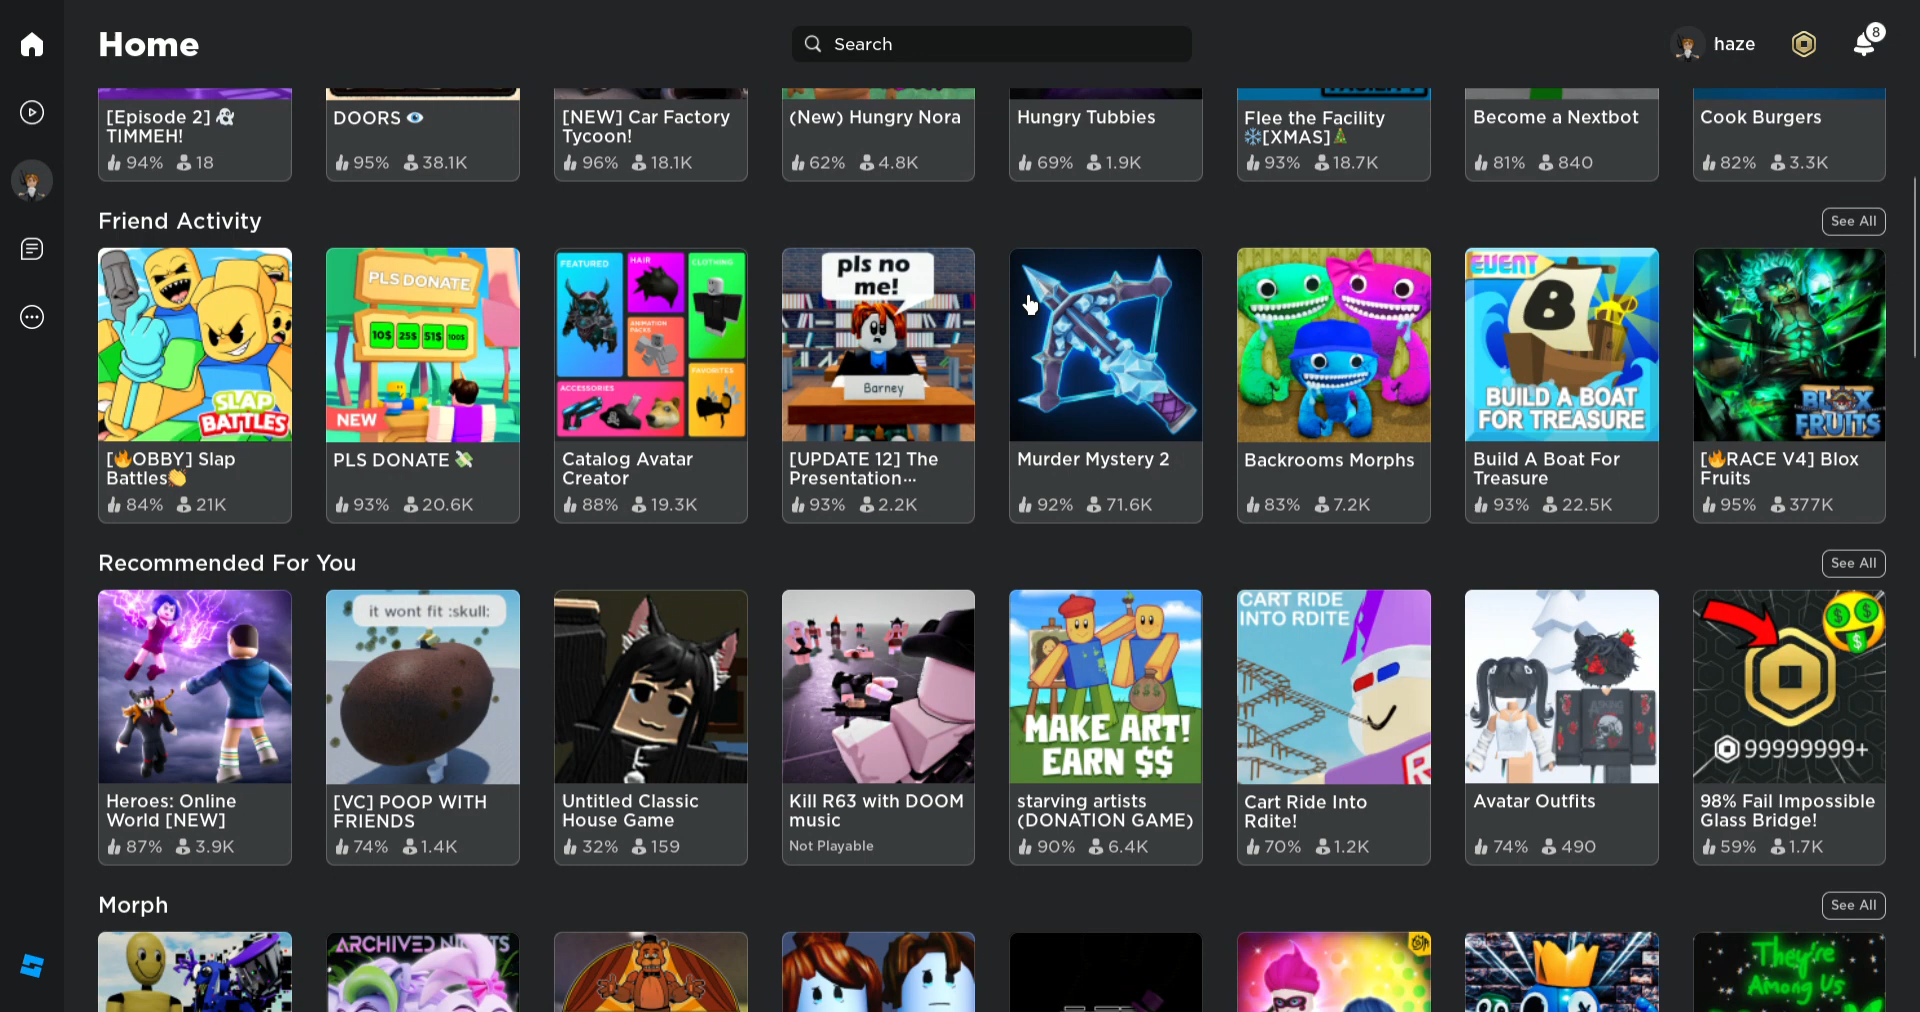 Home
Search
haze
8
[Episode 2] 👻
TIMMEH!
94% 18
DOORS 👁️
95% 38.1K
[NEW] Car Factory
Tycoon!
96% 18.1K
(New) Hungry Nora
62% 4.8K
Hungry Tubbies
69% 1.9K
Flee the Facility
❄️[XMAS]🎄
93% 18.7K
Become a Nextbot
81% 840
Cook Burgers
82% 3.3K
Friend Activity
See All
SLAP
BATTLES
[🔥OBBY] Slap
Battles👏
84% 21K
PLS DONATE
10$ 25$ 51$ 100$
NEW
PLS DONATE 💸
93% 20.6K
FEATURED
HAIR
CLOTHING
ANIMATION
PACKS
ACCESSORIES
FAVORITES
Catalog Avatar
Creator
88% 19.3K
pls no
me!
Barney
[UPDATE 12] The
Presentation...
93% 2.2K
Murder Mystery 2
92% 71.6K
Backrooms Morphs
83% 7.2K
EVENT
B
BUILD A BOAT
FOR TREASURE
Build A Boat For
Treasure
93% 22.5K
BLOX
FRUITS
[🔥RACE V4] Blox
Fruits
95% 377K
Recommended For You
See All
Heroes: Online
World [NEW]
87% 3.9K
it wont fit :skull:
[VC] POOP WITH
FRIENDS
74% 1.4K
Untitled Classic
House Game
32% 159
Kill R63 with DOOM
music
Not Playable
MAKE ART!
EARN $$
starving artists
(DONATION GAME)
90% 6.4K
CART RIDE
INTO RDITE
R
Cart Ride Into
Rdite!
70% 1.2K
Avatar Outfits
74% 490
99999999+
98% Fail Impossible
Glass Bridge!
59% 1.7K
Morph
See All
ARCHIVED NIGHTS
They're
Among Us